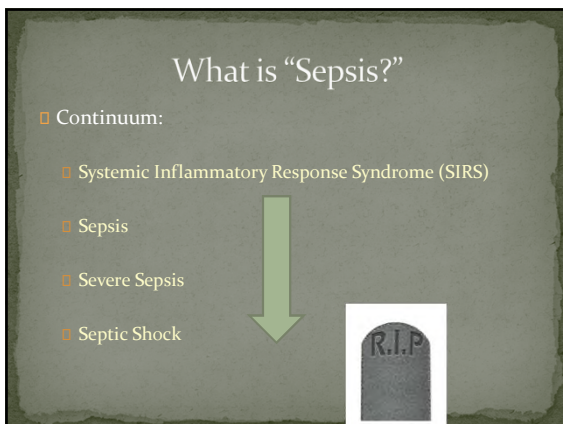 What is “Sepsis?”
Continuum:
Systemic Inflammatory Response Syndrome (SIRS)
Sepsis
Severe Sepsis
Septic Shock
R.I.P